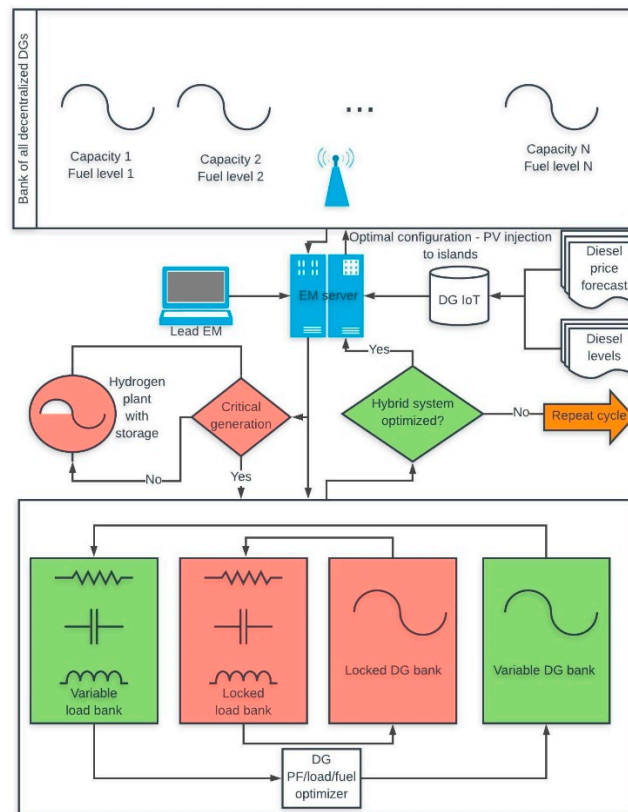 Bank of all decentralized DGs
Capacity 1
Fuel level 1
Capacity 2
Fuel level 2
...
Capacity N
Fuel level N
Optimal configuration - PV injection
to islands
EM server
Lead EM
DG IoT
Diesel
price
forecast
Diesel
levels
Yes
Hydrogen
plant
with
storage
Critical
generation
Hybrid system
optimized?
No
Repeat cycle
No
Yes
Variable
load bank
Locked
load bank
Locked DG bank
Variable DG bank
DG
PF/load/fuel
optimizer